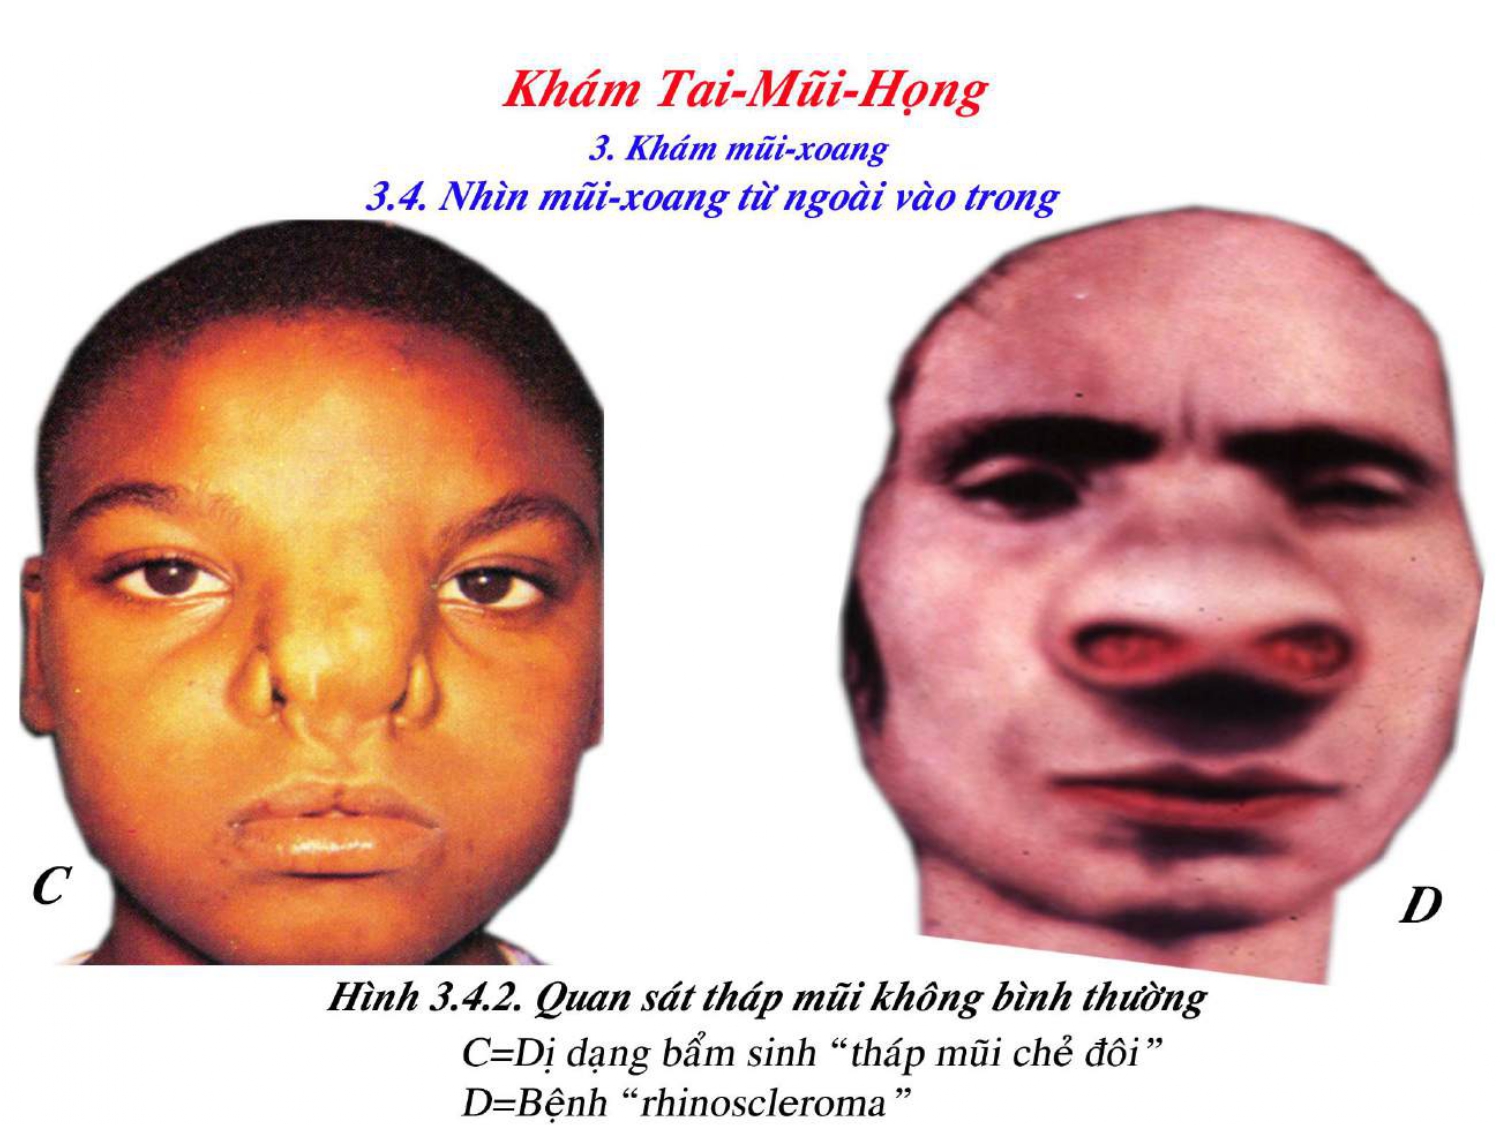 Khám Tai-Mũi-Họng
3. Khám mũi-xoang
3.4. Nhìn mũi-xoang từ ngoài vào trong
C
D
Hình 3.4.2. Quan sát tháp mũi không bình thường
C=Dị dạng bẩm sinh “tháp mũi chẻ đôi”
D=Bệnh “rhinoscleroma”